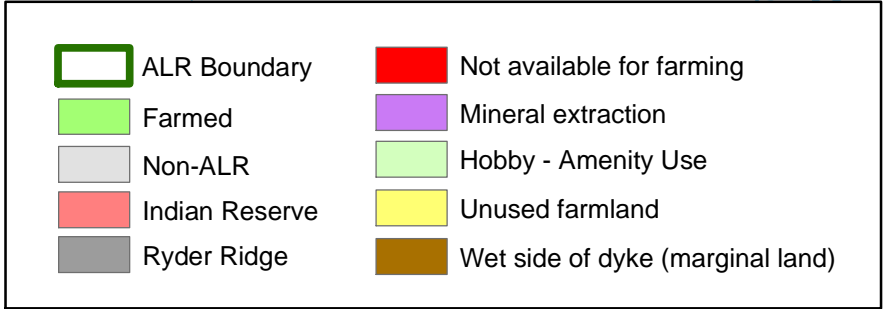 ALR Boundary
Farmed
Non-ALR
Indian Reserve
Ryder Ridge
Not available for farming
Mineral extraction
Hobby - Amenity Use
Unused farmland
Wet side of dyke (marginal land)